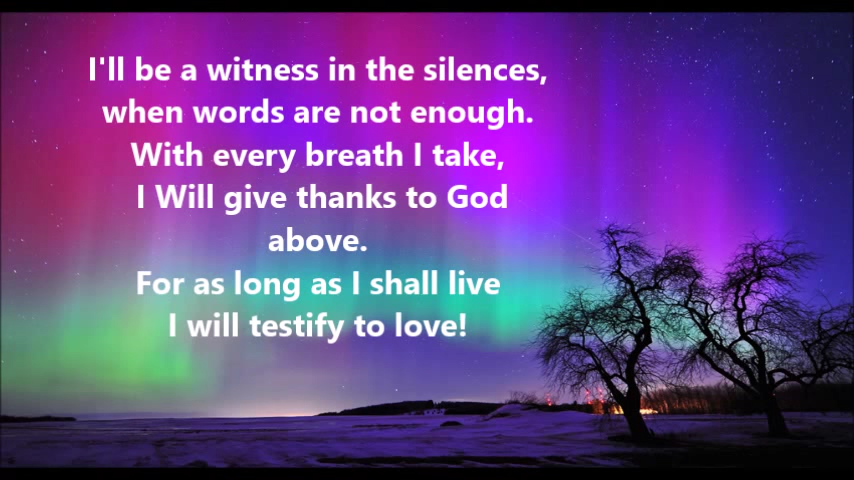 I'll be a witness in the silences,
when words are not enough.
With every breath I take,
I Will give thanks to God
above.
For as long as I shall live
I will testify to love!